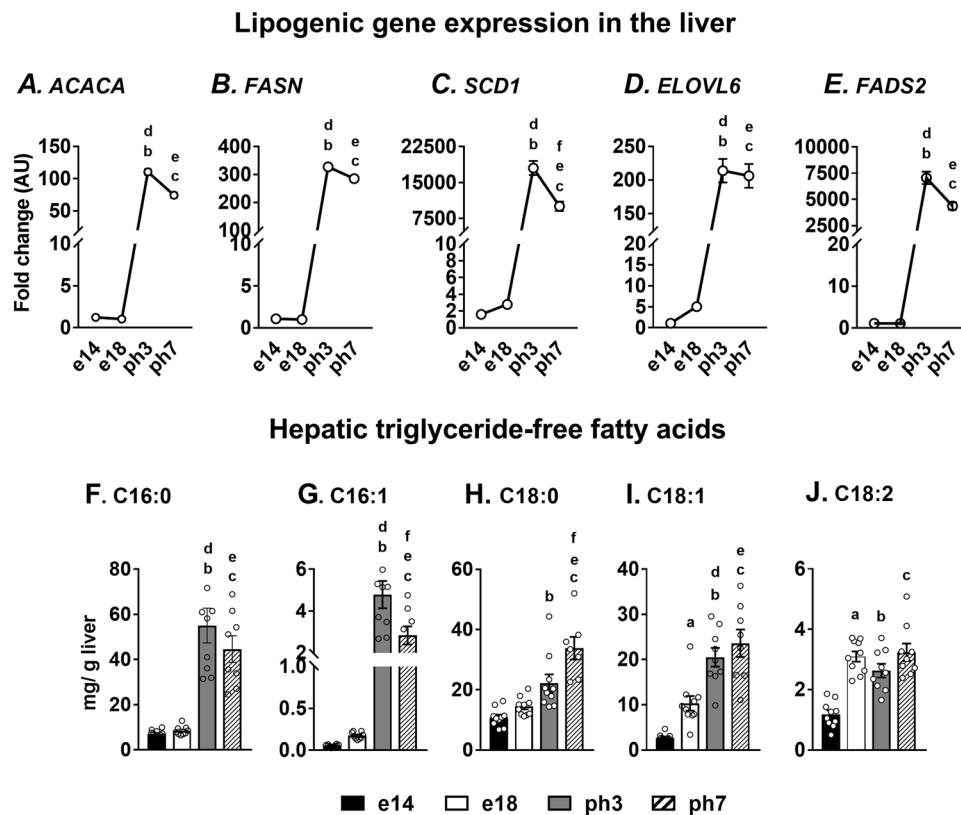 Lipogenic gene expression in the liver
A. ACACA
B. FASN
C. SCD1
D. ELOVL6
E. FADS2
Fold change (AU)
150
100
50
10
5
0
d
b
e
c
e14
e18
ph3
ph7
400
300
200
100
10
5
0
d
b
e
c
e14
e18
ph3
ph7
22500
15000
7500
10
8
6
4
2
0
d
b
f
e
c
e14
e18
ph3
ph7
250
200
150
100
50
20
15
10
5
0
d
b
e
c
e14
e18
ph3
ph7
10000
7500
5000
2500
20
15
10
5
0
d
b
e
c
e14
e18
ph3
ph7
Hepatic triglyceride-free fatty acids
F. C16:0
G. C16:1
H. C18:0
I. C18:1
J. C18:2
mg/ g liver
80
60
40
20
0
d
b
e
c
6
4
2
1.0
0.5
0.0
d
b
f
e
c
60
40
20
0
b
f
e
c
40
30
20
10
0
a
d
b
e
c
6
4
2
0
a
b
c
e14
e18
ph3
ph7